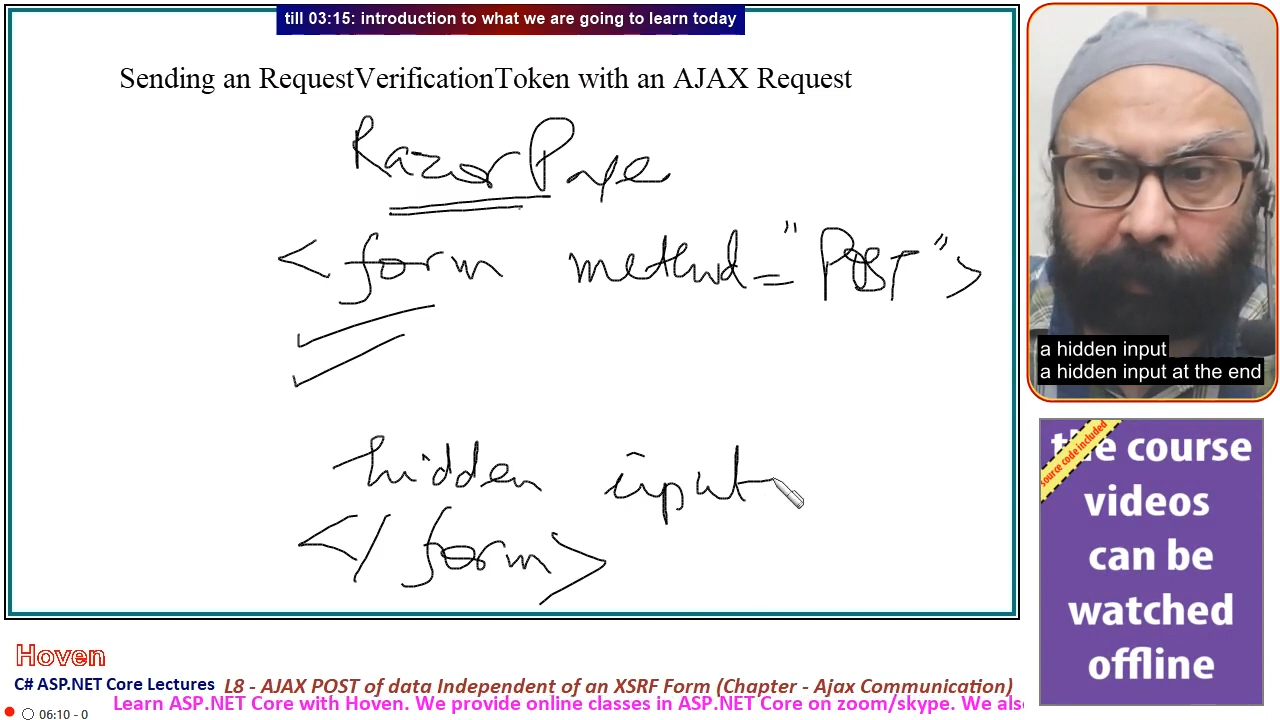 till 03:15: introduction to what we are going to learn today
Sending an RequestVerificationToken with an AJAX Request
Razor Page
<form method="POST">
hidden input
</form>
a hidden input
a hidden input at the end
source code included
the course
videos
can be
watched
offline
Hoven
C# ASP.NET Core Lectures
L8 - AJAX POST of data Independent of an XSRF Form (Chapter - Ajax Communication)
Learn ASP.NET Core with Hoven. We provide online classes in ASP.NET Core on zoom/skype. We als
06:10 - 0